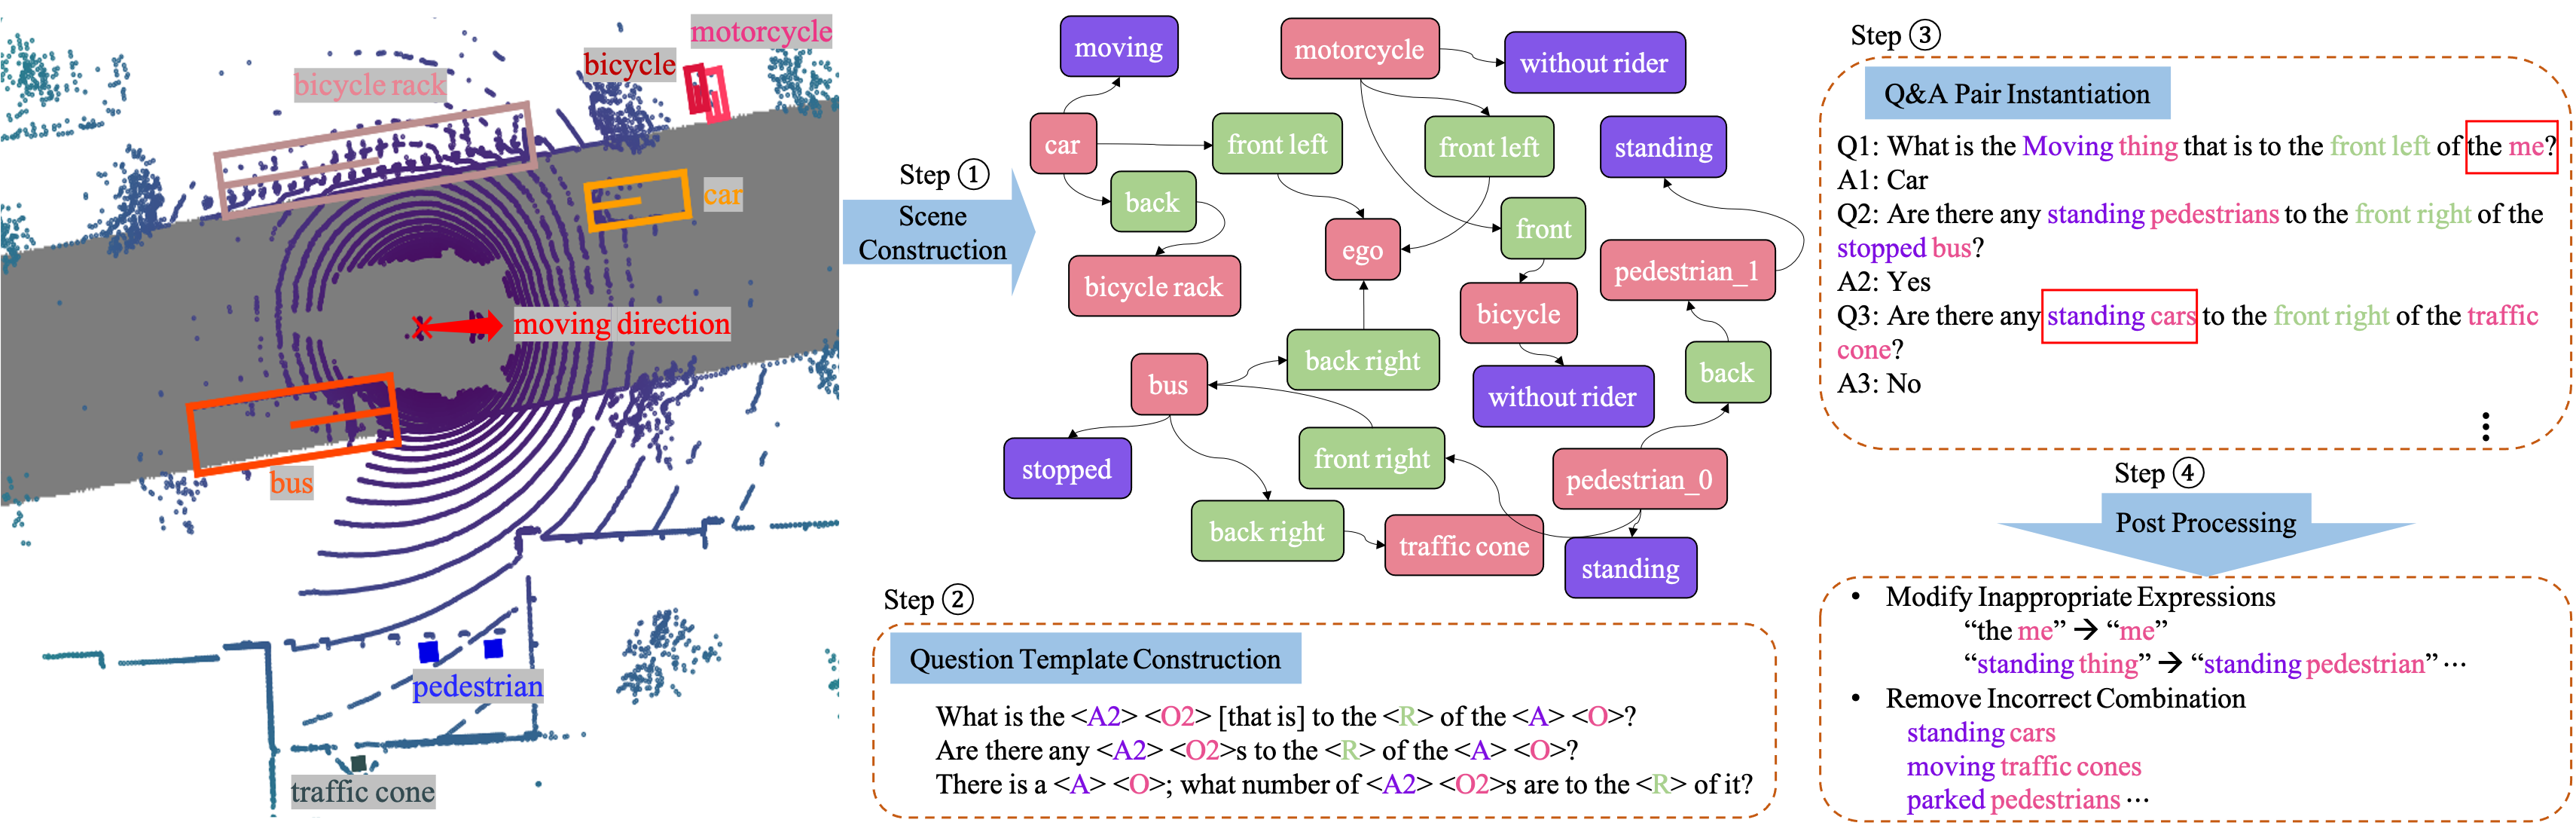 motorcycle
bicycle
bicycle rack
car
moving direction
bus
pedestrian
traffic cone
Step ①
Scene
Construction
moving
motorcycle
without rider
car
front left
front left
standing
back
front
ego
pedestrian_1
bicycle rack
bicycle
back right
bus
back
without rider
stopped
front right
pedestrian_0
back right
traffic cone
standing
Step ②
Question Template Construction
What is the <A2> <O2> [that is] to the <R> of the <A> <O>?
Are there any <A2> <O2>s to the <R> of the <A> <O>?
There is a <A> <O>; what number of <A2> <O2>s are to the <R> of it?
Step ③
Q&A Pair Instantiation
Q1: What is the Moving thing that is to the front left of the me?
A1: Car
Q2: Are there any standing pedestrians to the front right of the
stopped bus?
A2: Yes
Q3: Are there any standing cars to the front right of the traffic
cone?
A3: No
⋮
Step ④
Post Processing
• Modify Inappropriate Expressions
“the me” → “me”
“standing thing” → “standing pedestrian” ···
• Remove Incorrect Combination
standing cars
moving traffic cones
parked pedestrians ···